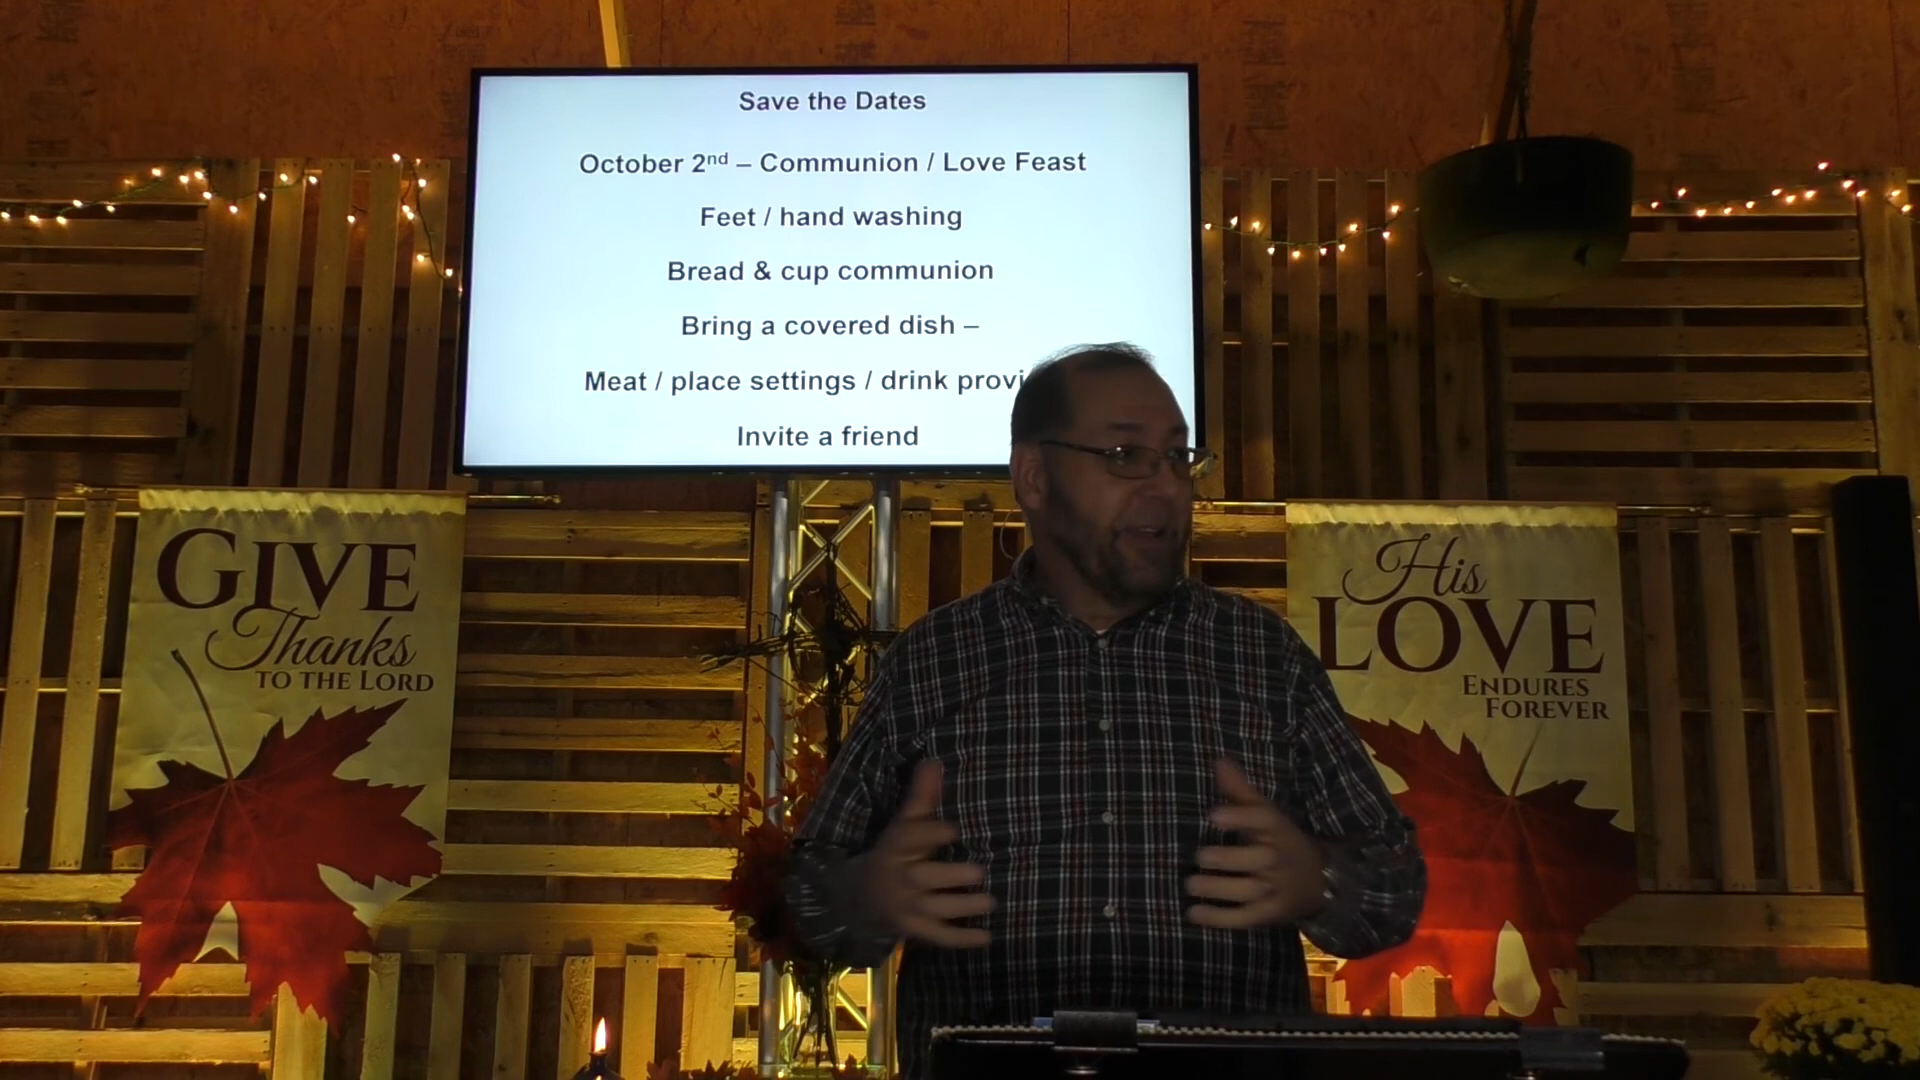 Save the Dates
October 2nd – Communion / Love Feast
Feet / hand washing
Bread & cup communion
Bring a covered dish –
Meat / place settings / drink
Invite a friend
GIVE
Thanks
TO THE LORD
His
LOVE
ENDURES
FOREVER